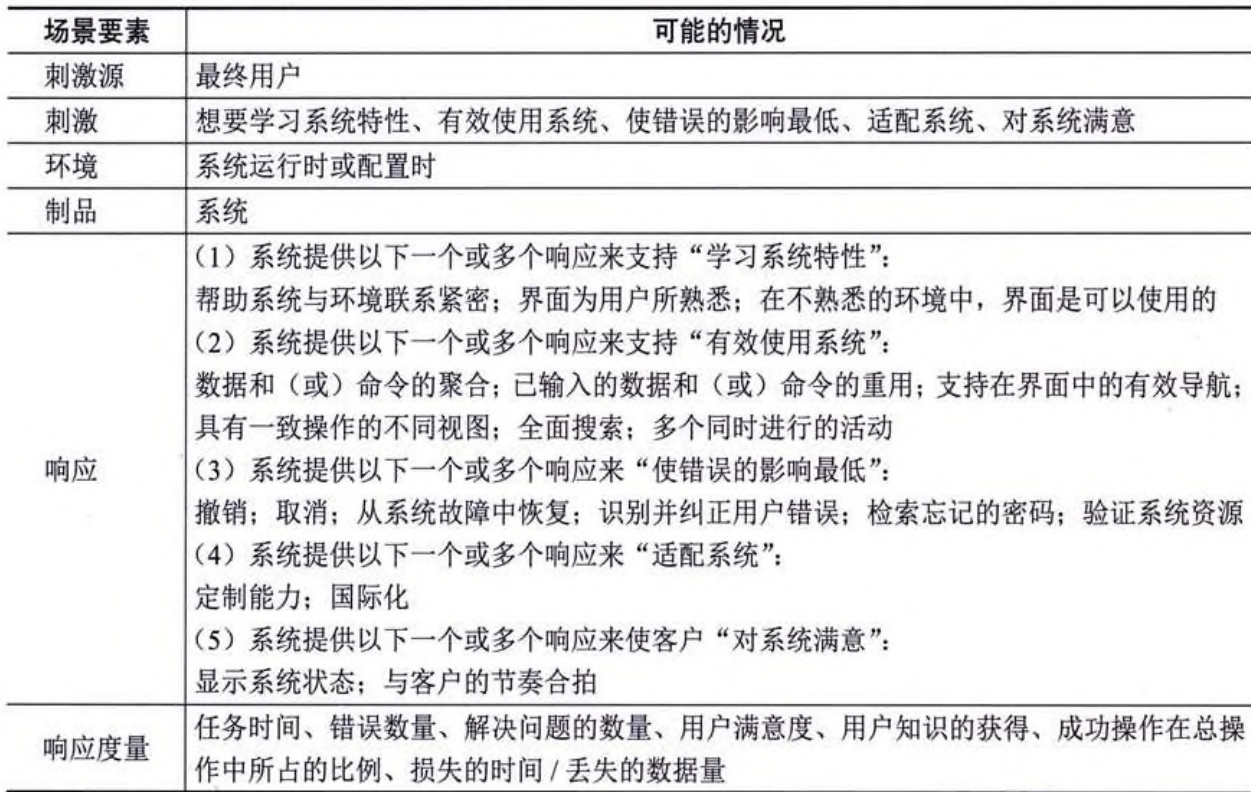 场景要素 可能的情况
刺激源 最终用户
刺激 想要学习系统特性、有效使用系统、使错误的影响最低、适配系统、对系统满意
环境 系统运行时或配置时
制品 系统
响应
(1)系统提供以下一个或多个响应来支持“学习系统特性”:
帮助系统与环境联系紧密;界面为用户所熟悉;在不熟悉的环境中,界面是可以使用的
(2)系统提供以下一个或多个响应来支持“有效使用系统”:
数据和(或)命令的聚合;已输入的数据和(或)命令的重用;支持在界面中的有效导航;
具有一致操作的不同视图;全面搜索;多个同时进行的活动
(3)系统提供以下一个或多个响应来“使错误的影响最低”:
撤销;取消;从系统故障中恢复;识别并纠正用户错误;检索忘记的密码;验证系统资源
(4)系统提供以下一个或多个响应来“适配系统”:
定制能力;国际化
(5)系统提供以下一个或多个响应来使客户“对系统满意”:
显示系统状态;与客户的节奏合拍
响应度量
任务时间、错误数量、解决问题的数量、用户满意度、用户知识的获得、成功操作在总操
作中所占的比例、损失的时间 / 丢失的数据量